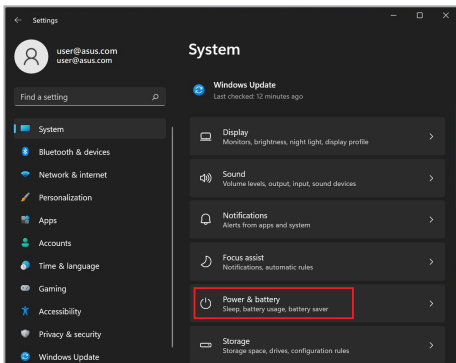 Settings
user@asus.com
user@asus.com
Find a setting
System
Bluetooth & devices
Network & internet
Personalization
Apps
Accounts
Time & language
Gaming
Accessibility
Privacy & security
Windows Update
System
Windows Update
Last checked: 12 minutes ago
Display
Monitors, brightness, night light, display profile
Sound
Volume levels, output, input, sound devices
Notifications
Alerts from apps and system
Focus assist
Notifications, automatic rules
Power & battery
Sleep, battery usage, battery saver
Storage
Storage space, drives, configuration rules